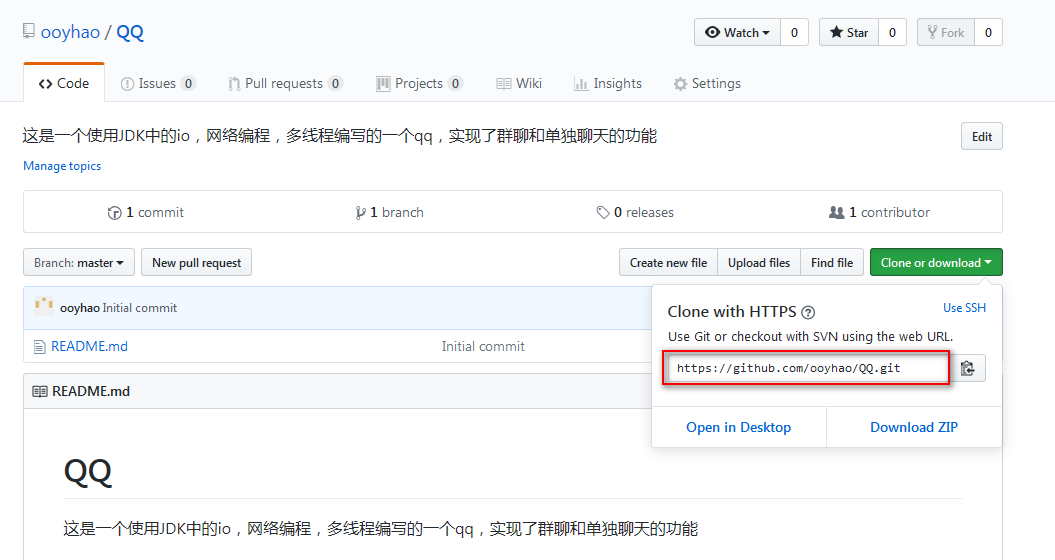 ooyhao / QQ
Watch 0 Star 0 Fork 0
Code Issues 0 Pull requests 0 Projects 0 Wiki Insights Settings
这是一个使用JDK中的io，网络编程，多线程编写的一个qq，实现了群聊和单独聊天的功能
Edit
Manage topics
1 commit 1 branch 0 releases 1 contributor
Branch: master New pull request Create new file Upload files Find file Clone or download
ooyhao Initial commit
README.md Initial commit
Clone with HTTPS Use SSH
Use Git or checkout with SVN using the web URL.
https://github.com/ooyhao/QQ.git
Open in Desktop Download ZIP
README.md
QQ
这是一个使用JDK中的io，网络编程，多线程编写的一个qq，实现了群聊和单独聊天的功能